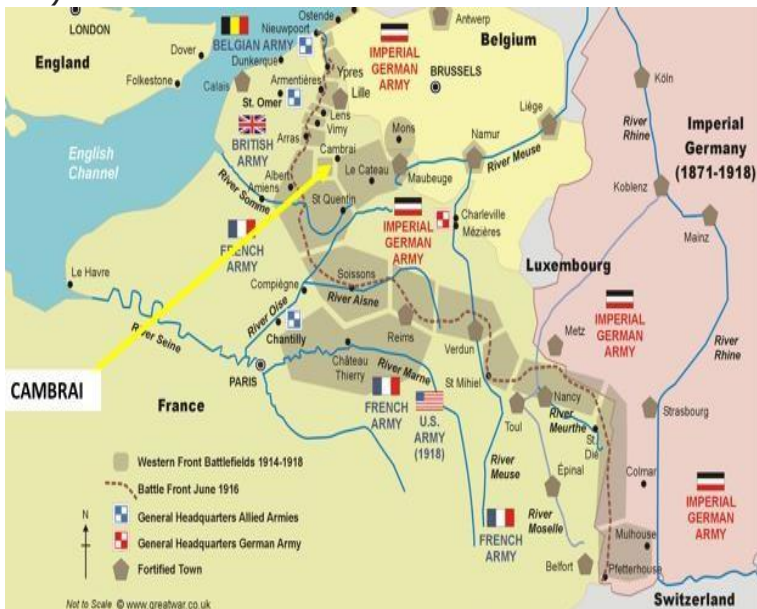 LONDON
England
Dover
Folkestone
English
Channel
Ostende
Nieuwpoort
BELGIAN ARMY
Dunkerque
Calais
St. Omer
Armentières
Ypres
Lille
IMPERIAL
GERMAN
ARMY
Antwerp
Belgium
BRUSSELS
BRITISH
ARMY
Lens
Vimy
Arras
Mons
Cambrai
Le Cateau
Maubeuge
Namur
Liège
River Meuse
Albert
Amiens
River Somme
St Quentin
FRENCH
ARMY
IMPERIAL
GERMAN
ARMY
Charleville
Mézières
Köln
River
Rhine
Imperial
Germany
(1871-1918)
Koblenz
Mainz
Luxembourg
Le Havre
River Seine
Compiègne
River Oise
Soissons
River Aisne
Chantilly
PARIS
Reims
Château
Thierry
River Marne
Verdun
St Mihiel
Metz
IMPERIAL
GERMAN
ARMY
River
Rhine
CAMBRAI
France
FRENCH
ARMY
U.S.
ARMY
(1918)
Toul
Nancy
River
Meurthe
St.
Dié
Strasbourg
River
Meuse
Épinal
River
Moselle
Colmar
IMPERIAL
GERMAN
ARMY
FRENCH
ARMY
Belfort
Mulhouse
Pfetterhouse
Switzerland
Western Front Battlefields 1914-1918
Battle Front June 1916
General Headquarters Allied Armies
General Headquarters German Army
Fortified Town
N
Not to Scale © www.greatwar.co.uk